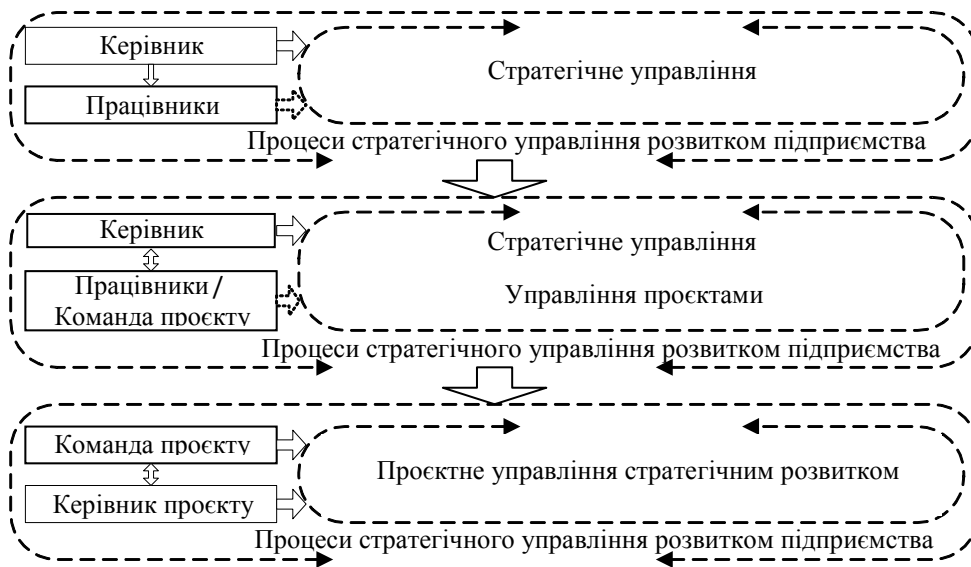 Керівник
Стратегічне управління
Працівники
Процеси стратегічного управління розвитком підприємства
Керівник
Стратегічне управління
Працівники/
Команда проєкту
Управління проєктами
Процеси стратегічного управління розвитком підприємства
Команда проєкту
Проєктне управління стратегічним розвитком
Керівник проєкту
Процеси стратегічного управління розвитком підприємства